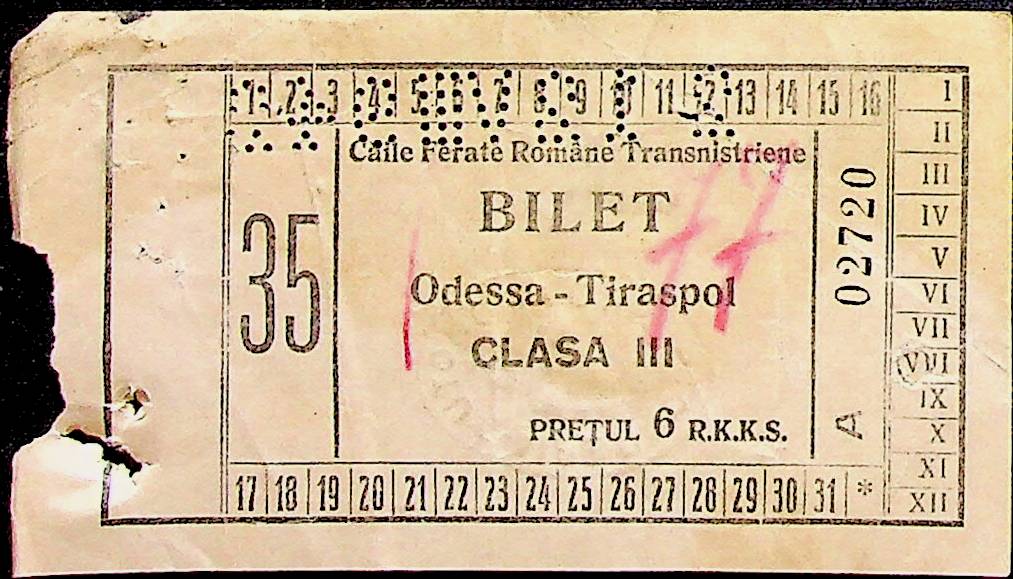 1 2 3 4 5 6 7 8 9 10 11 12 13 14 15 16
Căile Ferate Române Transnistriene
BILET
35
Odessa - Tiraspol
CLASA III
PREȚUL 6 R.K.K.S.
02720
A
17 18 19 20 21 22 23 24 25 26 27 28 29 30 31 *
I
II
III
IV
V
VI
VII
VIII
IX
X
XI
XII